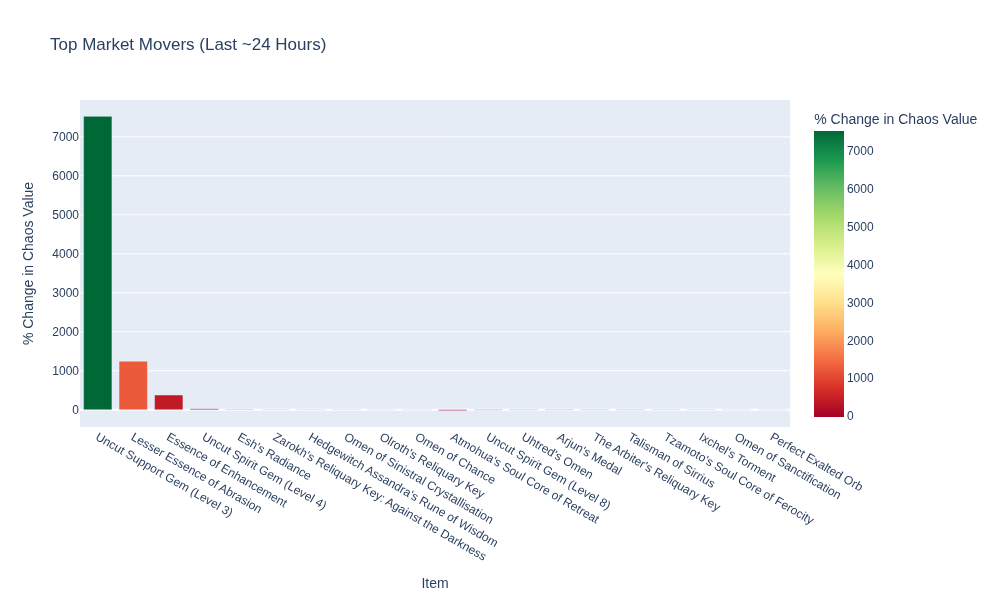 Top Market Movers (Last ~24 Hours)
% Change in Chaos Value
7000
6000
5000
4000
3000
2000
1000
0
Uncut Support Gem (Level 3)
Lesser Essence of Abrasion
Essence of Enhancement
Uncut Spirit Gem (Level 4)
Esh's Radiance
Zarokh's Reliquary Key: Against the Darkness
Hedgewitch Assandra's Rune of Wisdom
Omen of Sinistral Crystallisation
Olroth's Reliquary Key
Omen of Chance
Atmohua's Soul Core of Retreat
Uncut Spirit Gem (Level 8)
Uhtred's Omen
Arjun's Medal
The Arbiter's Reliquary Key
Talisman of Sirrius
Tzamoto's Soul Core of Ferocity
Ixchel's Torment
Omen of Sanctification
Perfect Exalted Orb
Item
% Change in Chaos Value
7000
6000
5000
4000
3000
2000
1000
0